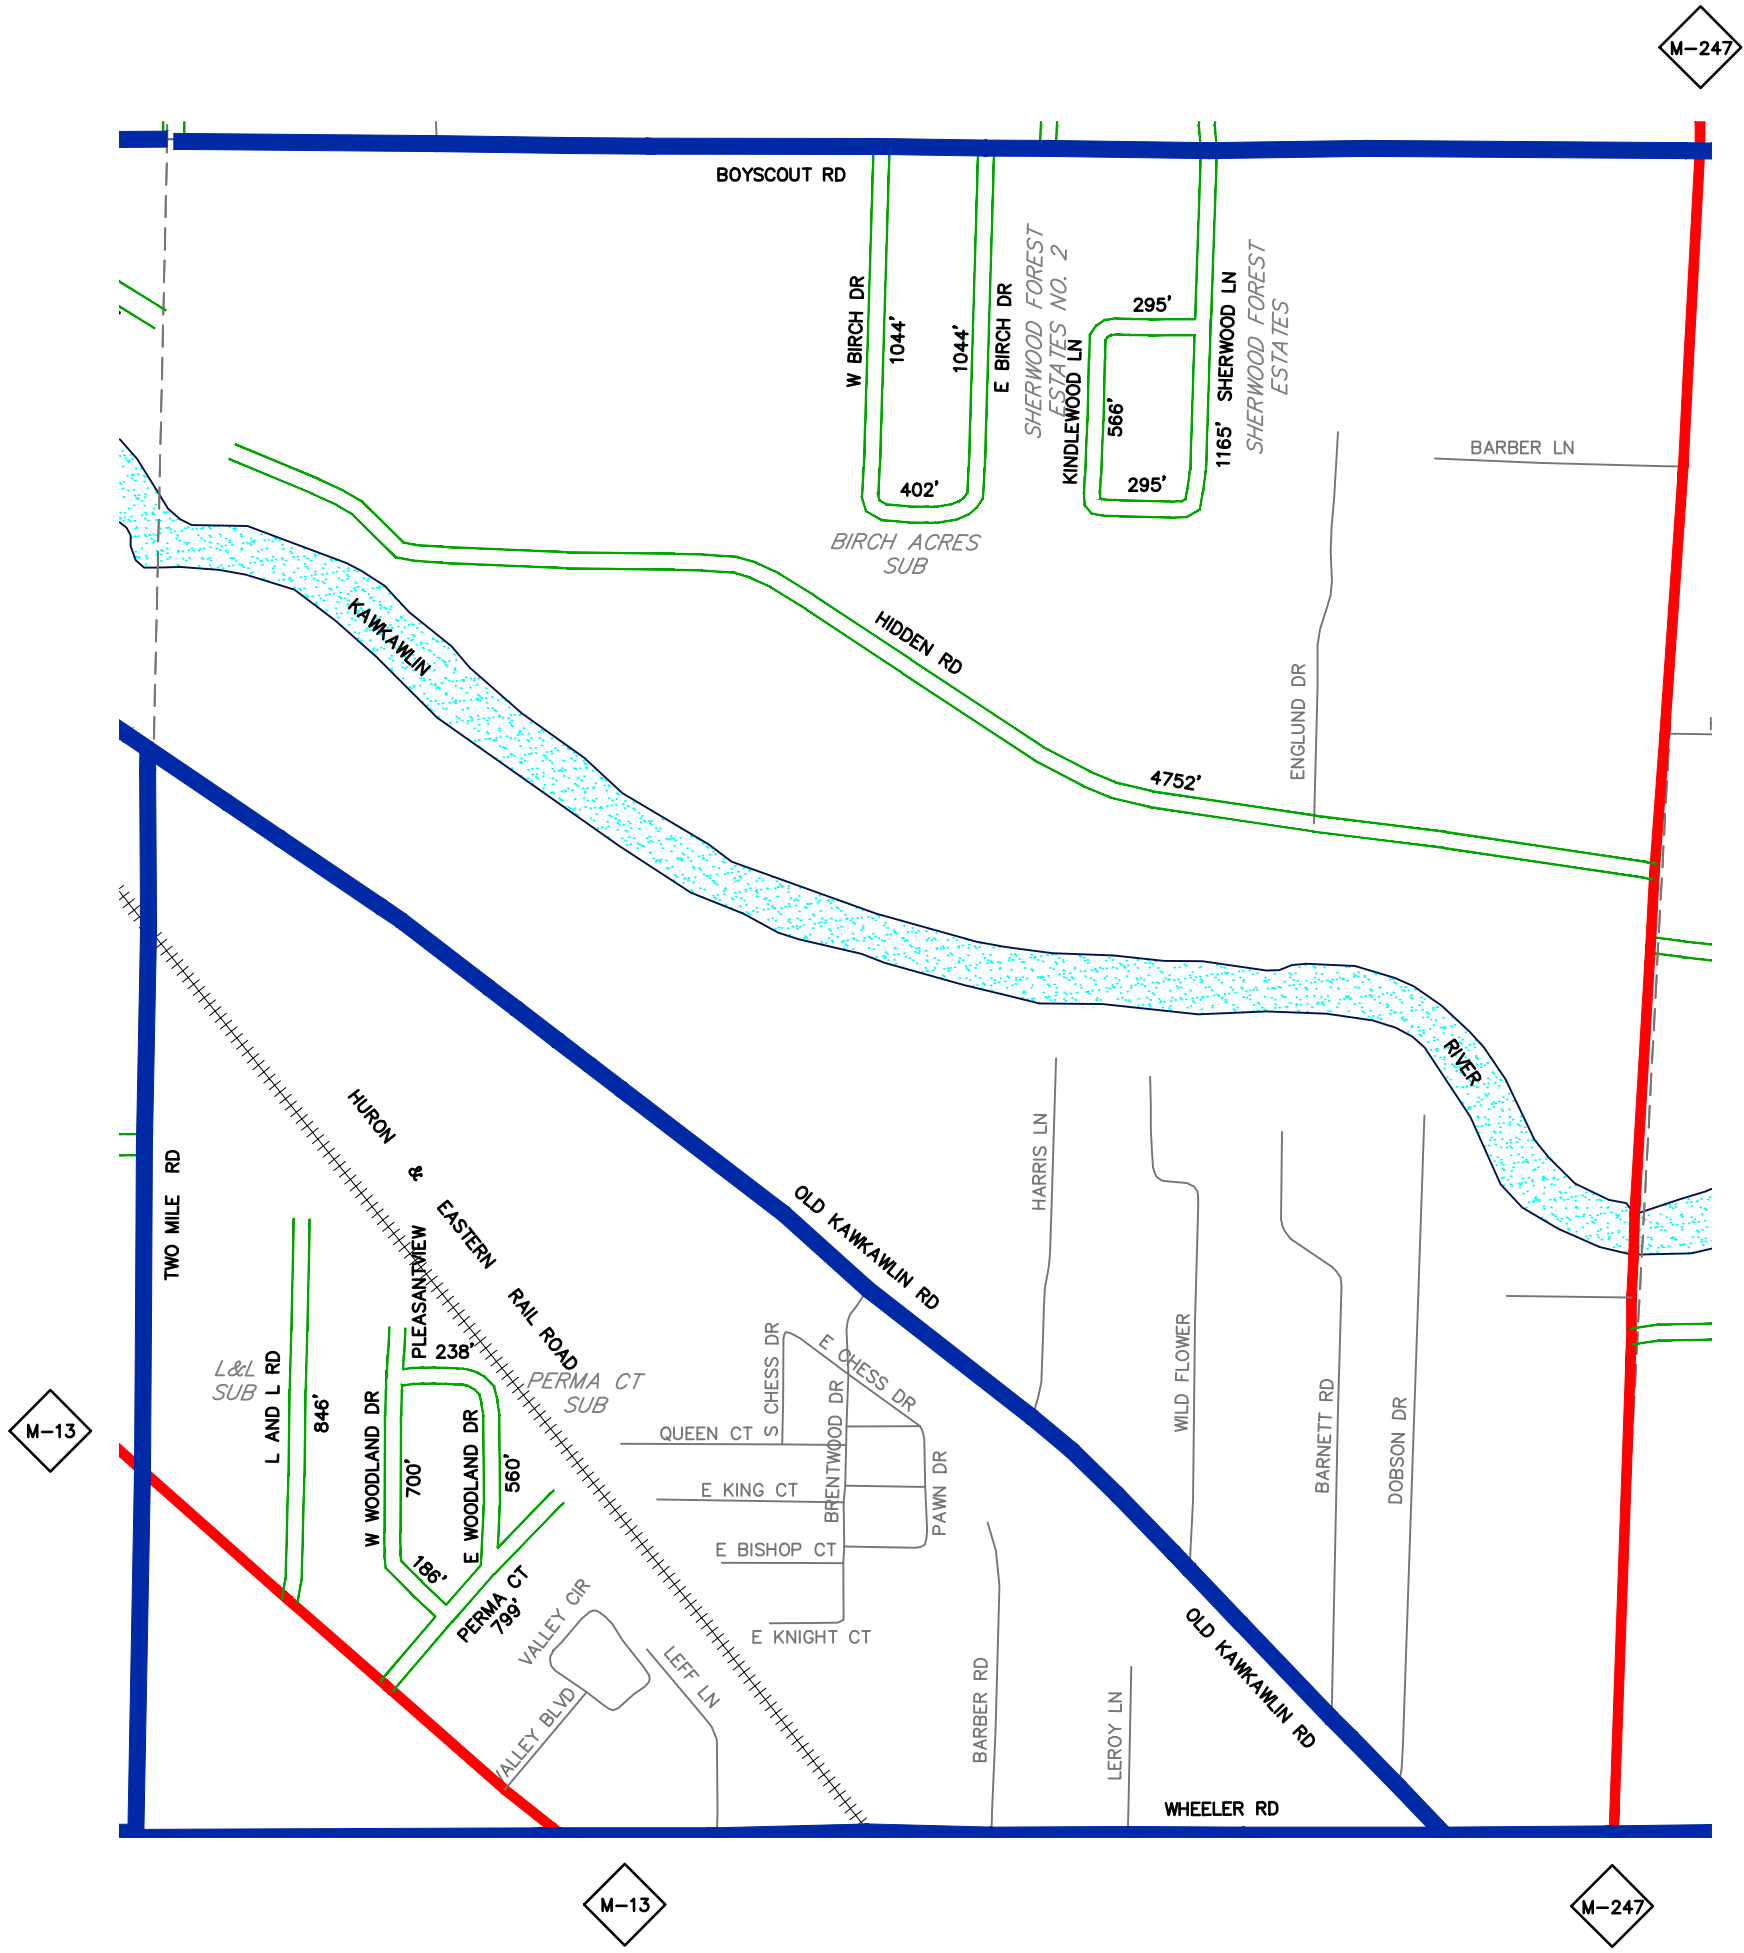 M-247
BOYSCOUT RD
W BIRCH DR
1044'
1044'
E BIRCH DR
SHERWOOD FOREST
ESTATES NO. 2
295'
KINDLEWOOD LN
566'
295'
1165'
SHERWOOD LN
SHERWOOD FOREST
ESTATES
402'
BIRCH ACRES
SUB
BARBER LN
KAWKAWLIN
HIDDEN RD
ENGLUND DR
4752'
RIVER
HURON & EASTERN RAIL ROAD
TWO MILE RD
PLEASANTVIEW
238'
L&L
SUB
L AND L RD
846'
W WOODLAND DR
700'
E WOODLAND DR
560'
186'
PERMA CT
SUB
PERMA CT
799'
OLD KAWKAWLIN RD
HARRIS LN
WILD FLOWER
BARNETT RD
DOBSON DR
S CHESS DR
E CHESS DR
QUEEN CT
BRENTWOOD DR
PAWN DR
E KING CT
E BISHOP CT
E KNIGHT CT
VALLEY CIR
VALLEY BLVD
LEFF LN
BARBER RD
LEROY LN
OLD KAWKAWLIN RD
WHEELER RD
M-13
M-13
M-247